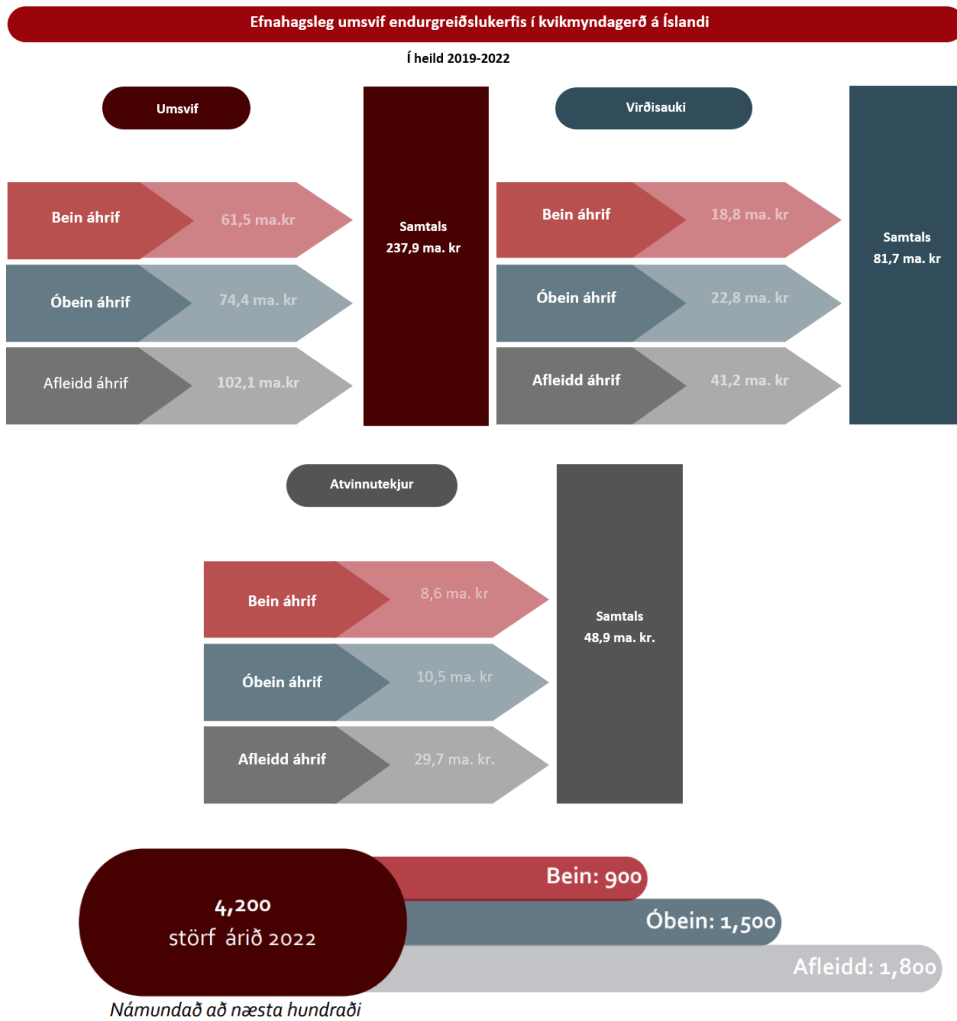 Efnahagsleg umsvif endurgreiðslukerfis í kvikmyndagerð á Íslandi
Í heild 2019-2022
Umsvif
Bein áhrif
61,5 ma.kr
Óbein áhrif
74,4 ma. kr
Afleidd áhrif
102,1 ma.kr
Samtals
237,9 ma. kr
Virðisauki
Bein áhrif
18,8 ma. kr
Óbein áhrif
22,8 ma. kr
Afleidd áhrif
41,2 ma. kr
Samtals
81,7 ma. kr
Atvinnutekjur
Bein áhrif
8,6 ma. kr
Óbein áhrif
10,5 ma. kr
Afleidd áhrif
29,7 ma. kr.
Samtals
48,9 ma. kr.
4,200
störf árið 2022
Bein: 900
Óbein: 1,500
Afleidd: 1,800
Námundað að næsta hundraði